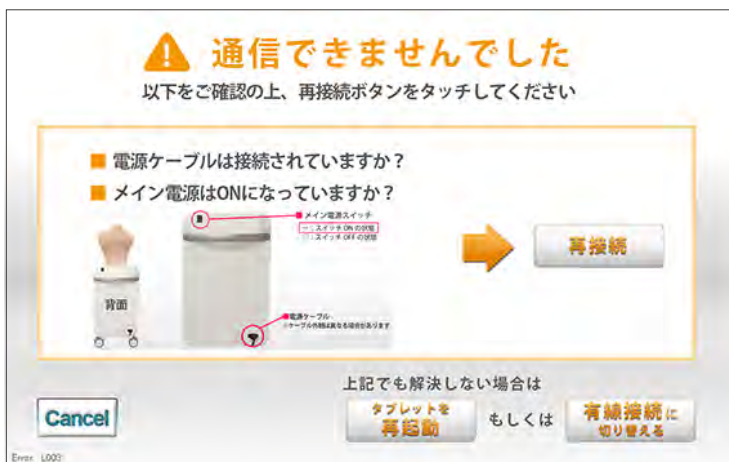 通信できませんでした
以下をご確認の上、再接続ボタンをタッチしてください
■ 電源ケーブルは接続されていますか？
■ メイン電源はONになっていますか？
■メイン電源スイッチ
：スイッチ ON の状態
：スイッチ OFF の状態
背面
■電源ケーブル
再接続
上記でも解決しない場合は
タブレットを
再起動
もしくは
有線接続に
切り替える
Cancel
Error